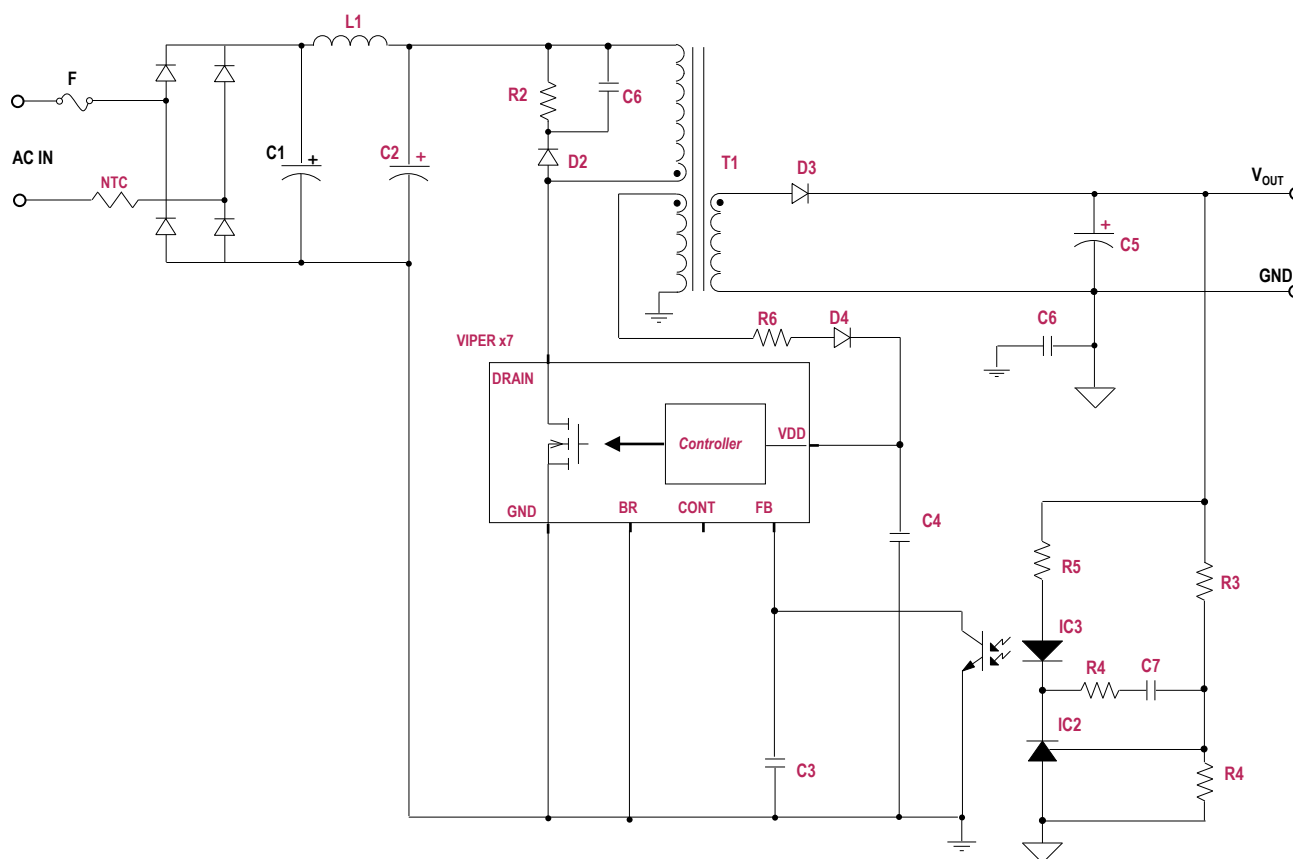 L1
F
R2
C6
C1 +
C2 +
D2
T1
D3
AC IN
NTC
VOUT
+
C5
GND
R6
D4
C6
VIPER x7
DRAIN
Controller
VDD
GND
BR
CONT
FB
C4
R5
R3
IC3
R4
C7
IC2
C3
R4